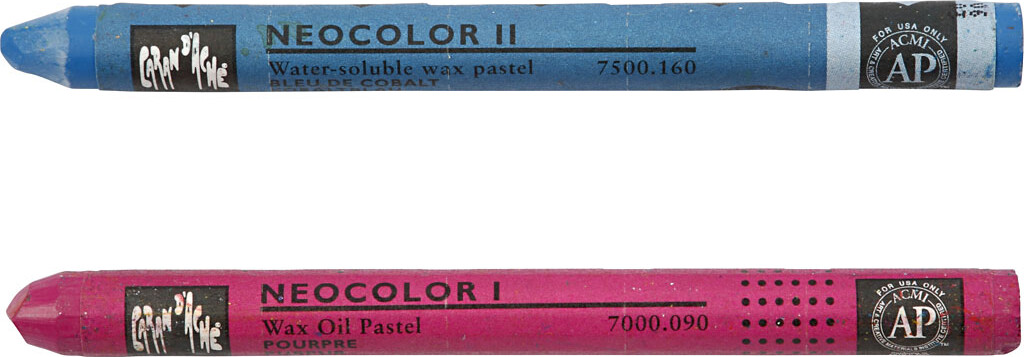 CARAN D'ACHE
NEOCOLOR II
Water-soluble wax pastel 7500.160
BLEU DE COBALT
FOR USA ONLY
ACMI
AP
CARAN D'ACHE
NEOCOLOR I
Wax Oil Pastel 7000.090
POURPRE
FOR USA ONLY
ACMI
AP